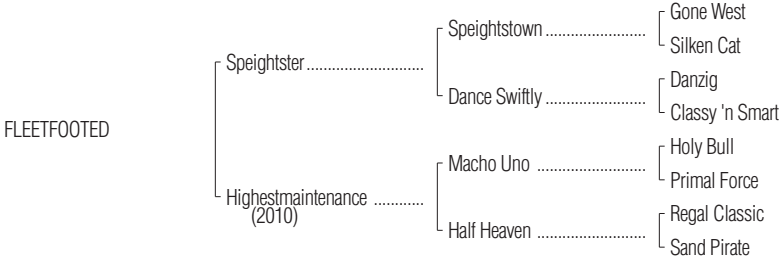 Gone West
Speightstown ........................
Silken Cat
Speightster ............................
Danzig
Dance Swiftly ........................
Classy 'n Smart
FLEETFOOTED
Holy Bull
Macho Uno ..........................
Primal Force
Highestmaintenance ............
(2010)
Regal Classic
Half Heaven ..........................
Sand Pirate